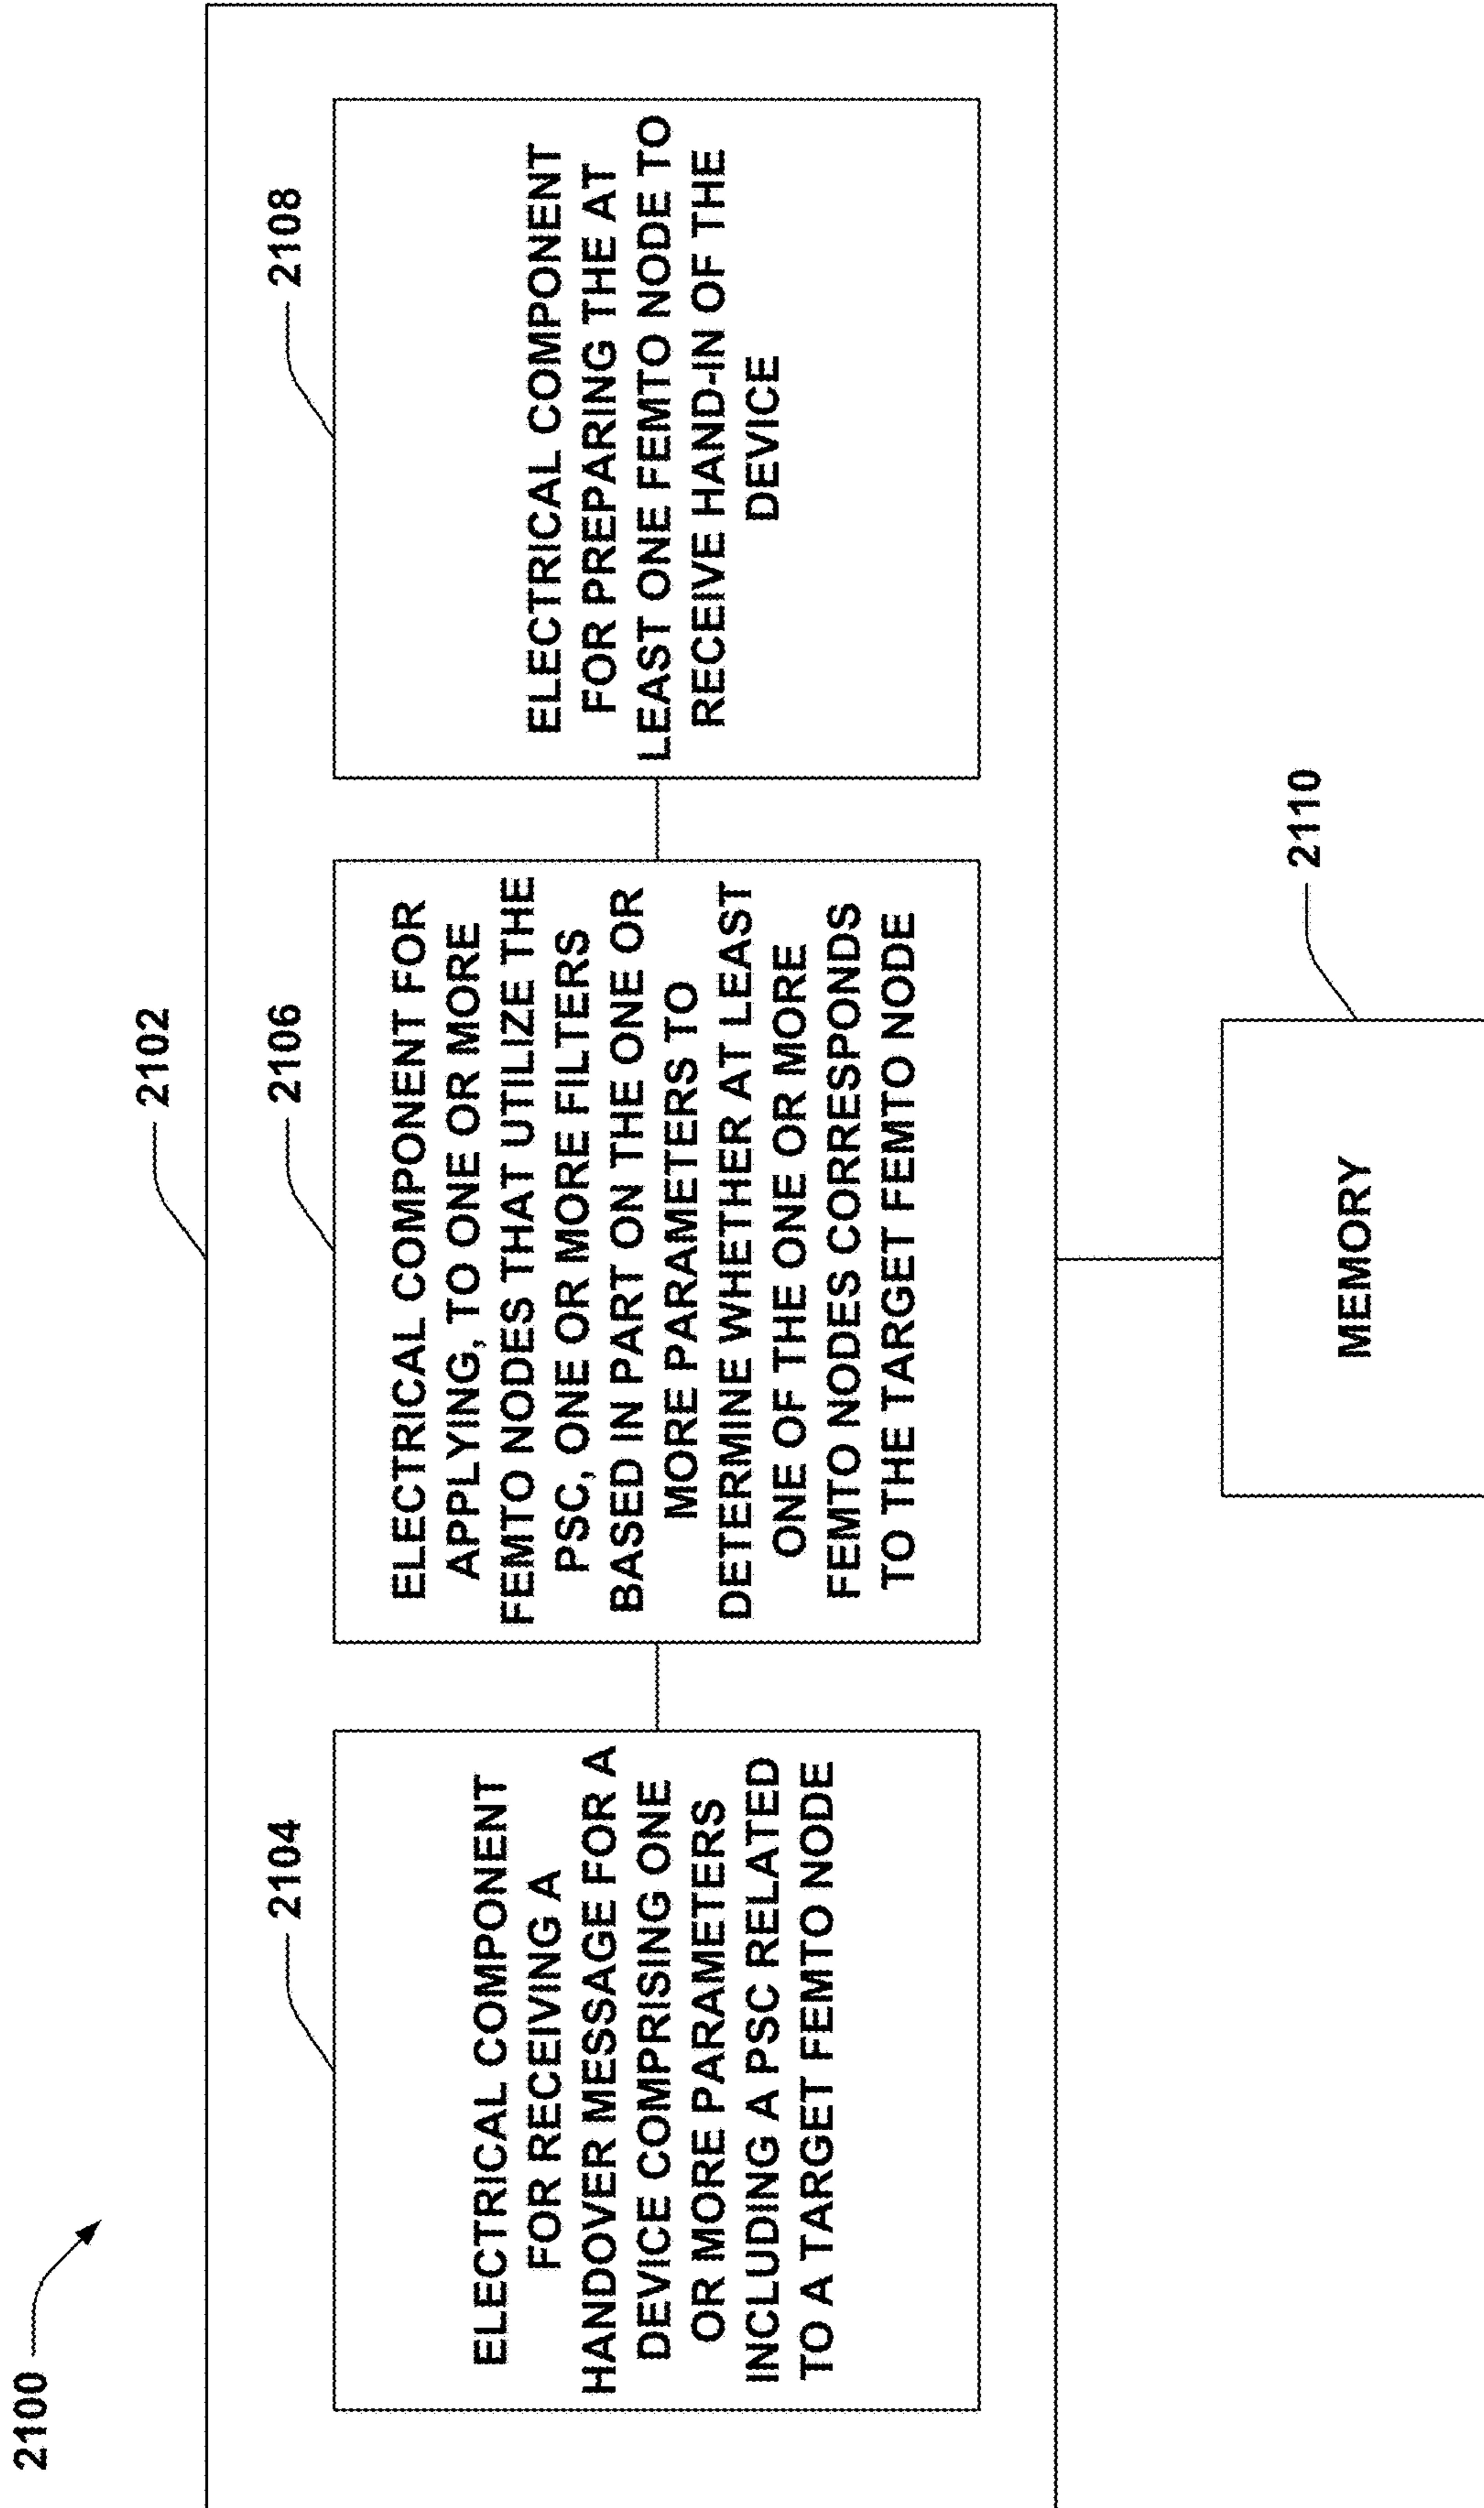 2100
2102
2104
ELECTRICAL COMPONENT
FOR RECEIVING A
HANDOVER MESSAGE FOR A
DEVICE COMPRISING ONE
OR MORE PARAMETERS
INCLUDING A PSC RELATED
TO A TARGET FEMTO NODE
2106
ELECTRICAL COMPONENT FOR
APPLYING, TO ONE OR MORE
FEMTO NODES THAT UTILIZE THE
PSC, ONE OR MORE FILTERS
BASED IN PART ON THE ONE OR
MORE PARAMETERS TO
DETERMINE WHETHER AT LEAST
ONE OF THE ONE OR MORE
FEMTO NODES CORRESPONDS
TO THE TARGET FEMTO NODE
2108
ELECTRICAL COMPONENT
FOR PREPARING THE AT
LEAST ONE FEMTO NODE TO
RECEIVE HAND-IN OF THE
DEVICE
2110
MEMORY